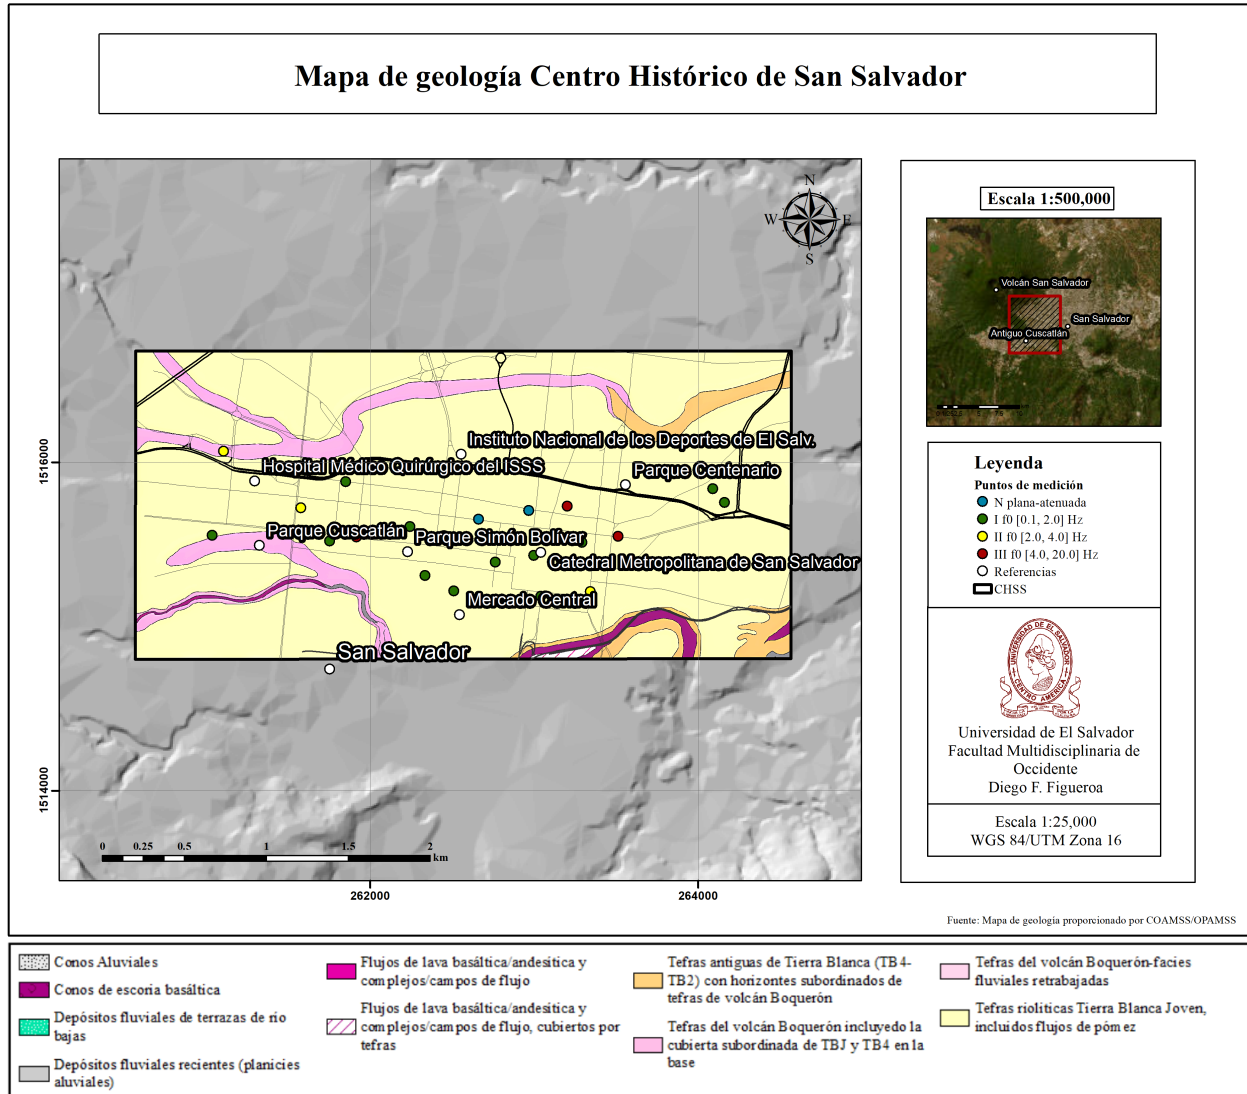 Mapa de geología Centro Histórico de San Salvador
N
W
E
S
Instituto Nacional de los Deportes de El Salv.
Hospital Médico Quirúrgico del ISSS
Parque Centenario
Parque Cuscatlán
Parque Simón Bolívar
Catedral Metropolitana de San Salvador
Mercado Central
San Salvador
1516000
1514000
0 0.25 0.5 1 1.5 2
km
262000
264000
Escala 1:500,000
Volcán San Salvador
San Salvador
Antiguo Cuscatlán
Leyenda
Puntos de medición
N plana-atenuada
I f0 [0.1, 2.0] Hz
II f0 [2.0, 4.0] Hz
III f0 [4.0, 20.0] Hz
Referencias
CHSS
UNIVERSIDAD DE EL SALVADOR
CENTRO AMERICA
Universidad de El Salvador
Facultad Multidisciplinaria de
Occidente
Diego F. Figueroa
Escala 1:25,000
WGS 84/UTM Zona 16
Fuente: Mapa de geologia proporcionado por COAMSS/OPAMSS
Conos Aluviales
Conos de escoria basáltica
Depósitos fluviales de terrazas de rio
bajas
Depósitos fluviales recientes (planicies
aluviales)
Flujos de lava basáltica/andesítica y
complejos/campos de flujo
Flujos de lava basáltica/andesítica y
complejos/campos de flujo, cubiertos por
tefras
Tefras antiguas de Tierra Blanca (TB4-
TB2) con horizontes subordinados de
tefras de volcán Boquerón
Tefras del volcán Boquerón incluyedo la
cubierta subordinada de TBJ y TB4 en la
base
Tefras del volcán Boquerón-facies
fluviales retrabajadas
Tefras riolíticas Tierra Blanca Joven,
incluidos flujos de pómez